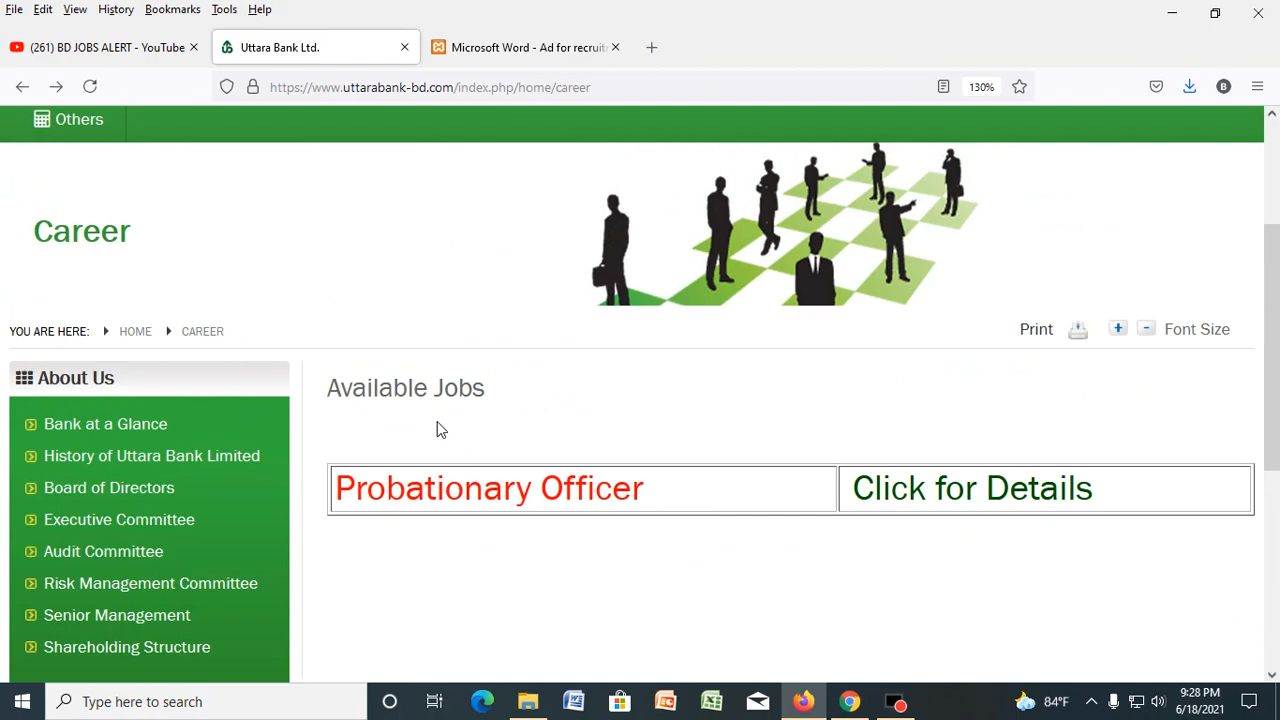 File Edit View History Bookmarks Tools Help
(261) BD JOBS ALERT - YouTube
Uttara Bank Ltd.
Microsoft Word - Ad for recruit
https://www.uttarabank-bd.com/index.php/home/career
130%
B
Others
Career
YOU ARE HERE: HOME CAREER
Print + - Font Size
About Us
Bank at a Glance
History of Uttara Bank Limited
Board of Directors
Executive Committee
Audit Committee
Risk Management Committee
Senior Management
Shareholding Structure
Available Jobs
Probationary Officer Click for Details
Type here to search
84°F
9:28 PM
6/18/2021